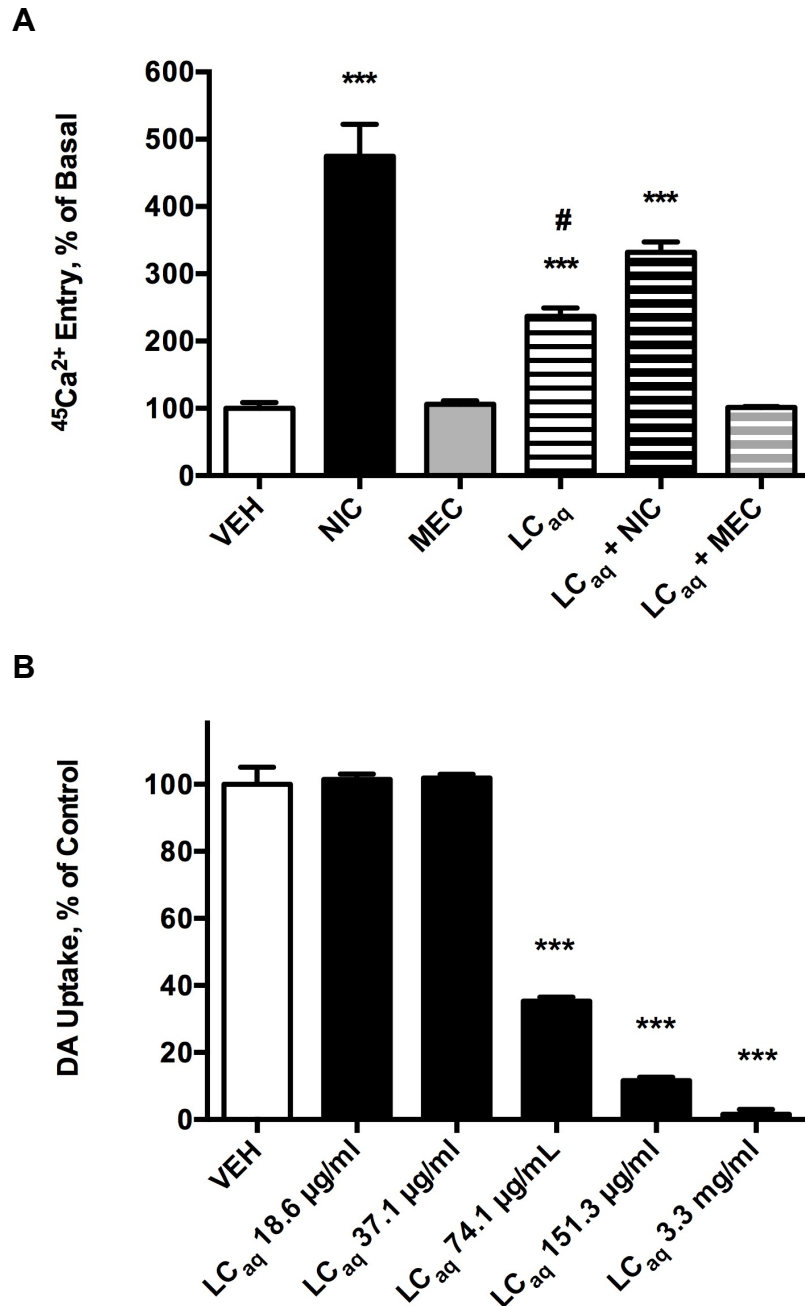 A
600
500
400
300
200
100
0
45Ca2+ Entry, % of Basal
***
#
***
***
VEH
NIC
MEC
LCaq
LCaq + NIC
LCaq + MEC
B
100
80
60
40
20
0
DA Uptake, % of Control
***
***
***
VEH
LCaq 18.6 µg/ml
LCaq 37.1 µg/ml
LCaq 74.1 µg/mL
LCaq 151.3 µg/ml
LCaq 3.3 mg/ml